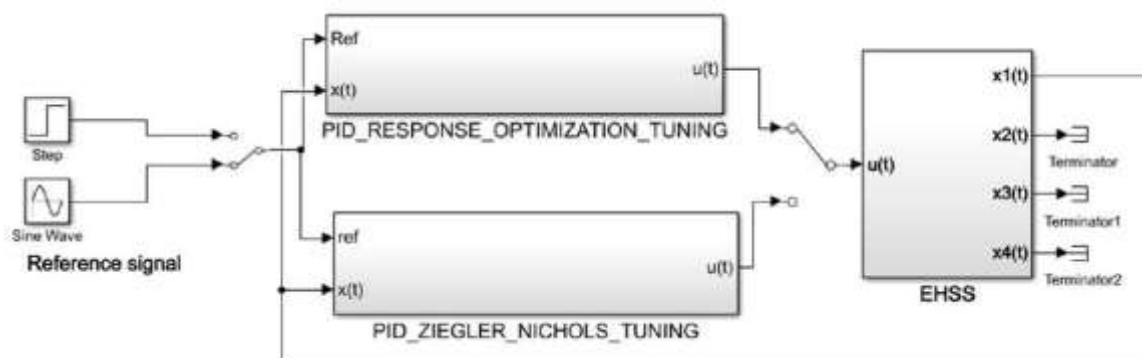 Step
Sine Wave
Reference signal
Ref
x(t)
u(t)
PID_RESPONSE_OPTIMIZATION_TUNING
ref
x(t)
u(t)
PID_ZIEGLER_NICHOLS_TUNING
u(t)
x1(t)
x2(t)
x3(t)
x4(t)
EHSS
Terminator
Terminator1
Terminator2